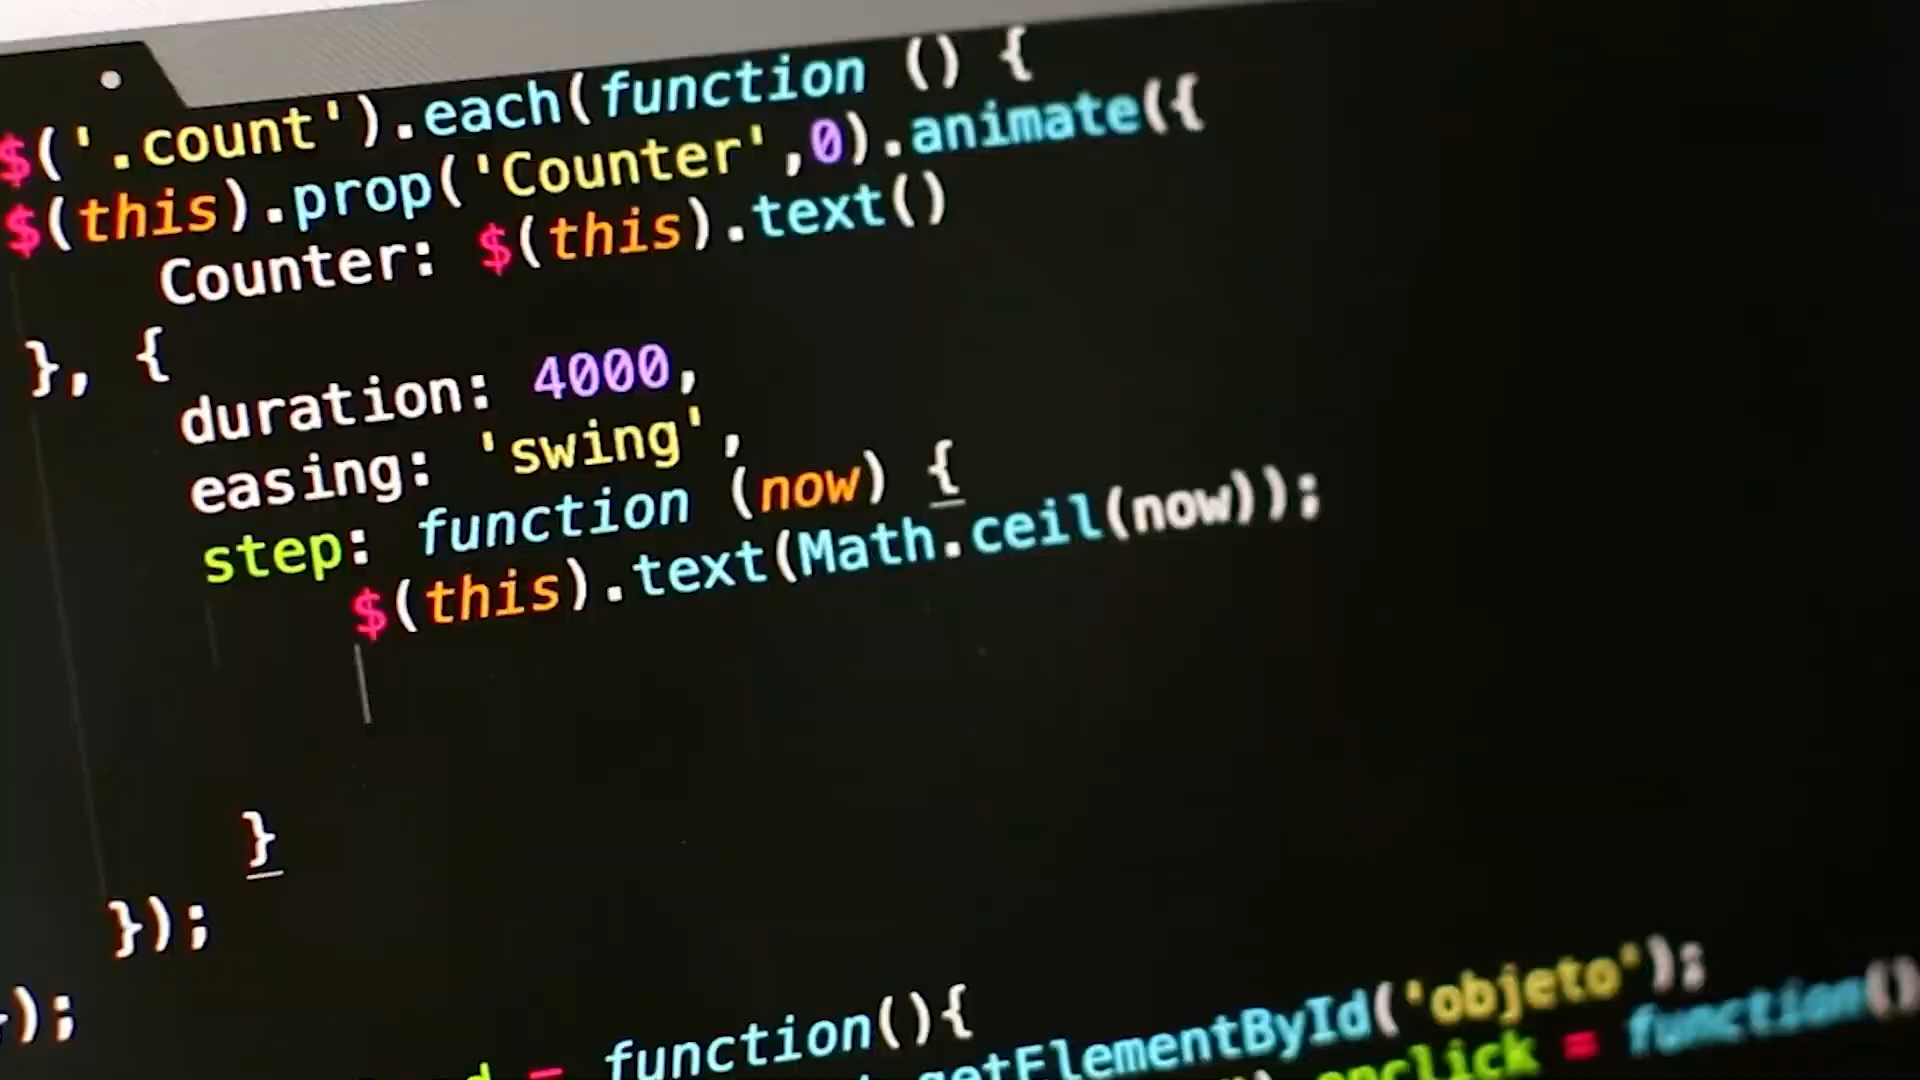 $('.count').each(function () {
$(this).prop('Counter',0).animate({
Counter: $(this).text()
}, {
duration: 4000,
easing: 'swing',
step: function (now) {
$(this).text(Math.ceil(now));
}
});
});
= function(){
getElementById('objeto');
onclick = function()